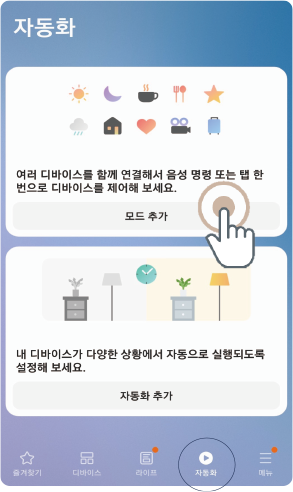 자동화
여러 디바이스를 함께 연결해서 음성 명령 또는 탭 한
번으로 디바이스를 제어해 보세요.
모드 추가
내 디바이스가 다양한 상황에서 자동으로 실행되도록
설정해 보세요.
자동화 추가
즐겨찾기 디바이스 라이프 자동화 메뉴